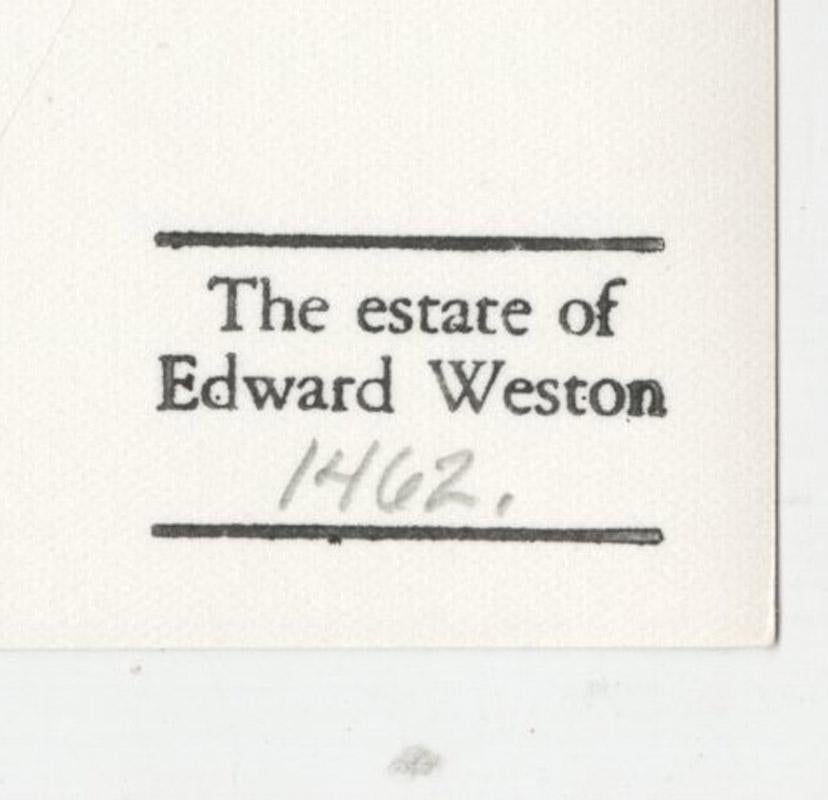 The estate of
Edward Weston
1462.